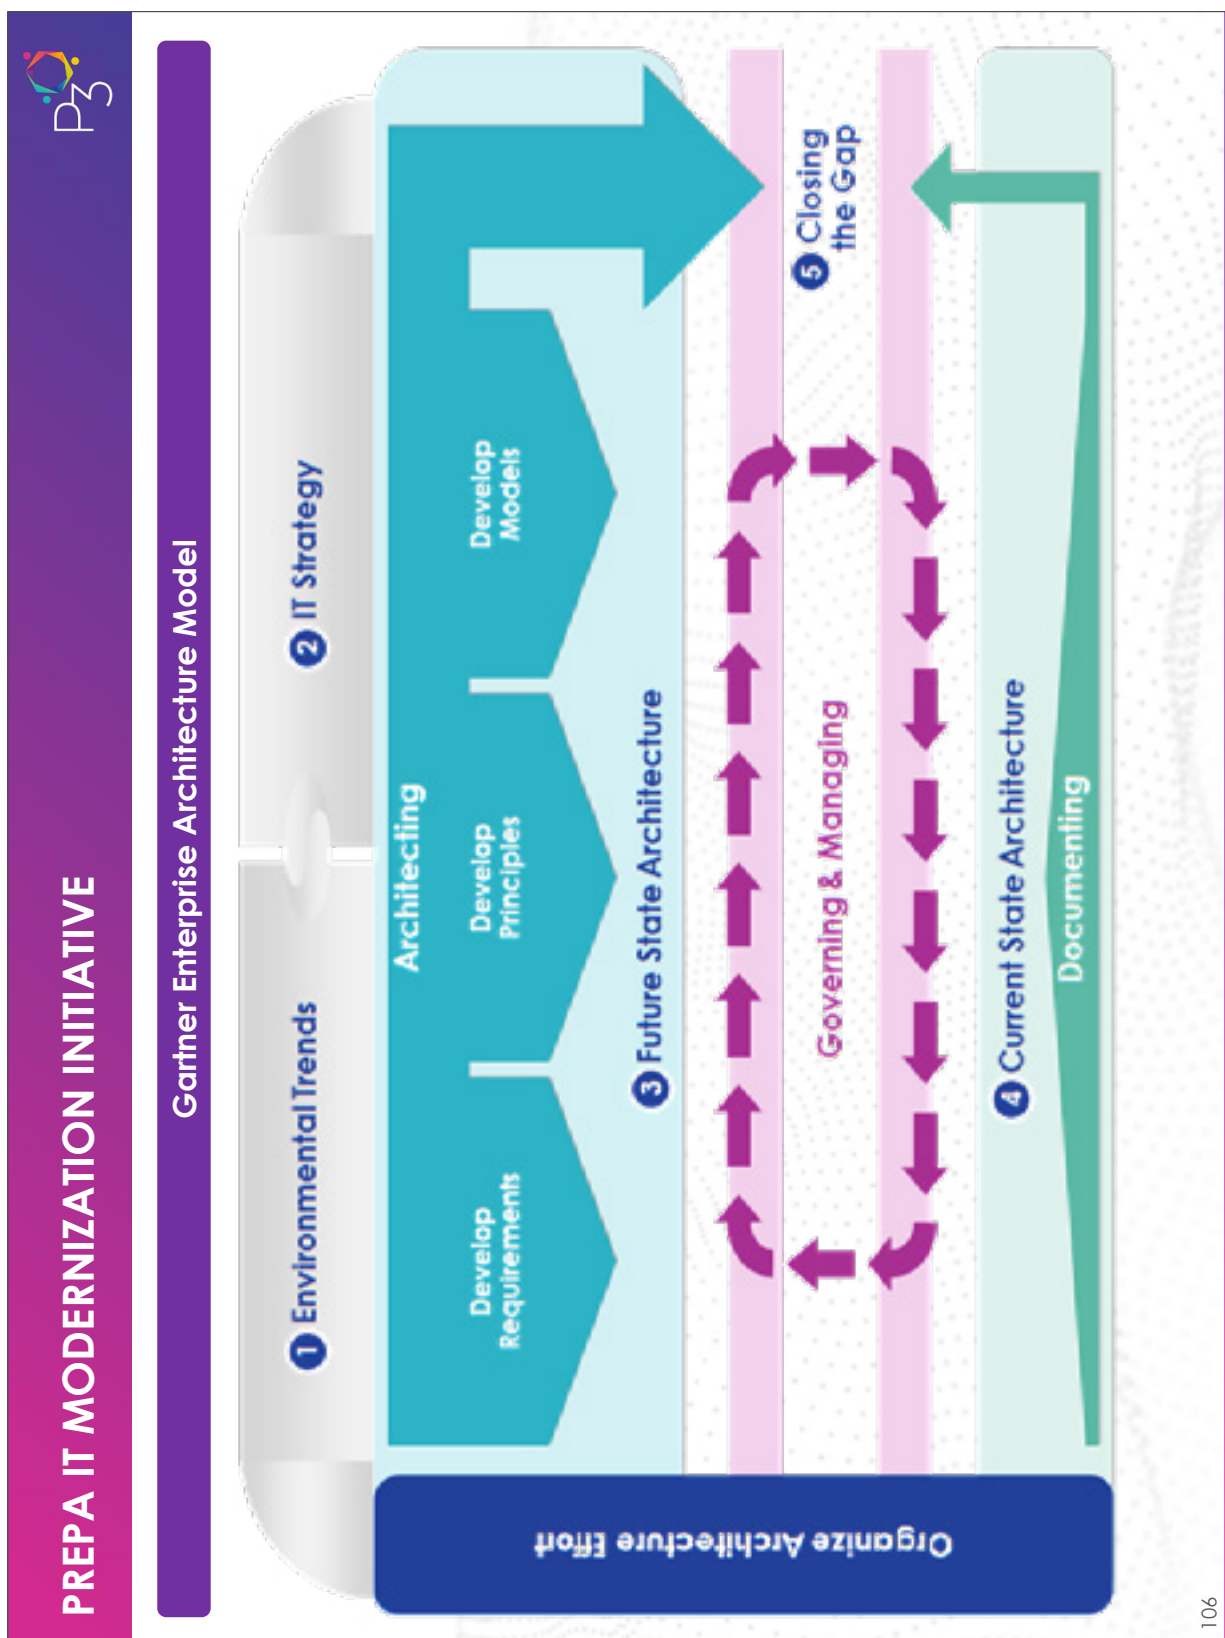 PREPA IT MODERNIZATION INITIATIVE
P3
Gartner Enterprise Architecture Model
1 Environmental Trends
2 IT Strategy
Architecting
Develop
Requirements
Develop
Principles
Develop
Models
3 Future State Architecture
Governing & Managing
5 Closing
the Gap
4 Current State Architecture
Documenting
Organize Architecture Effort
106